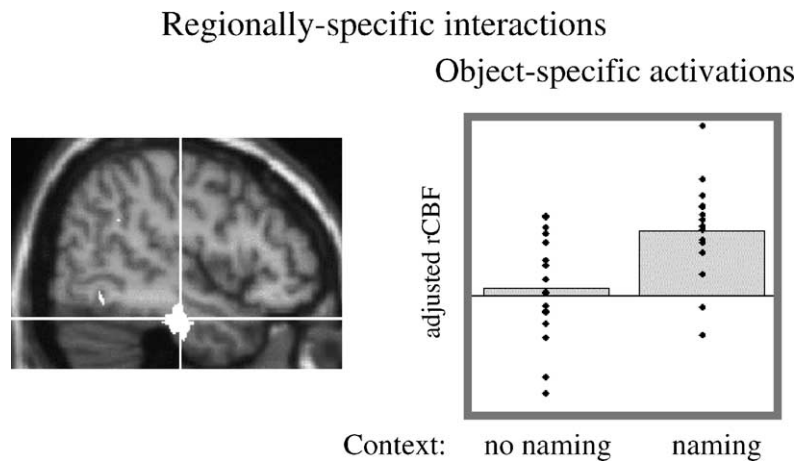 Regionally-specific interactions
Object-specific activations
adjusted rCBF
Context: no naming naming